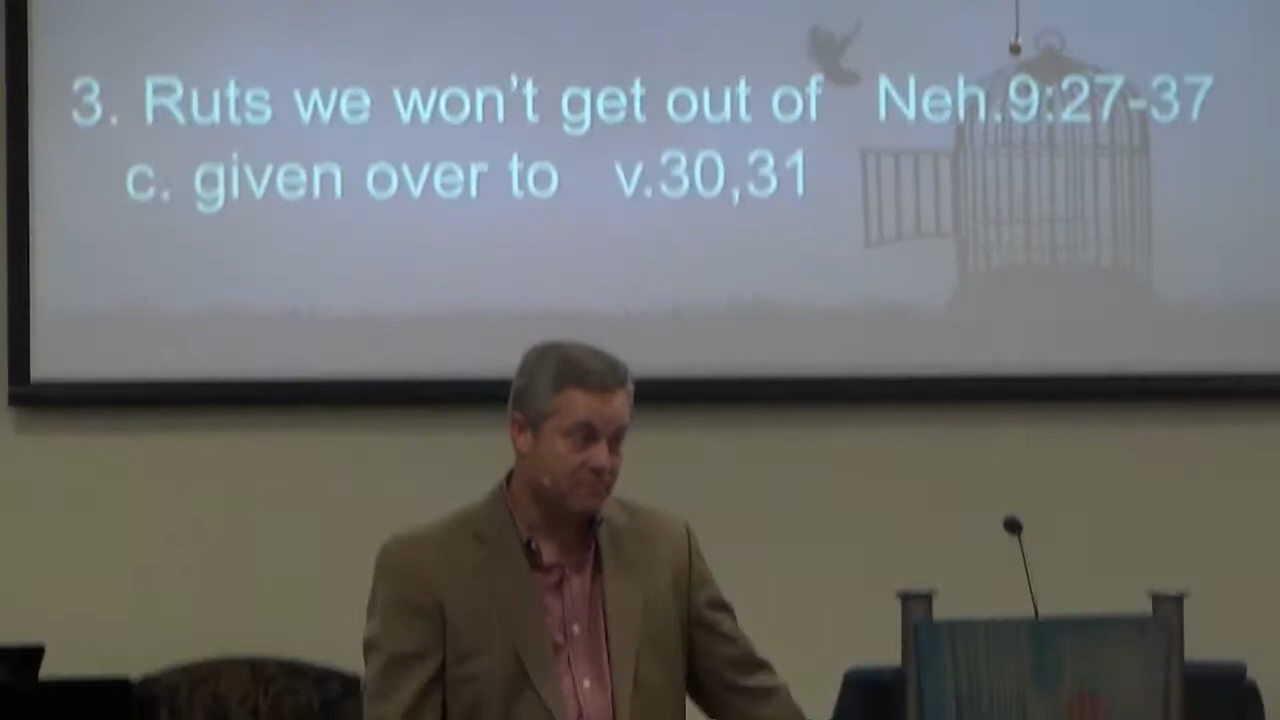 3. Ruts we won't get out of Neh.9:27-37
c. given over to v.30,31